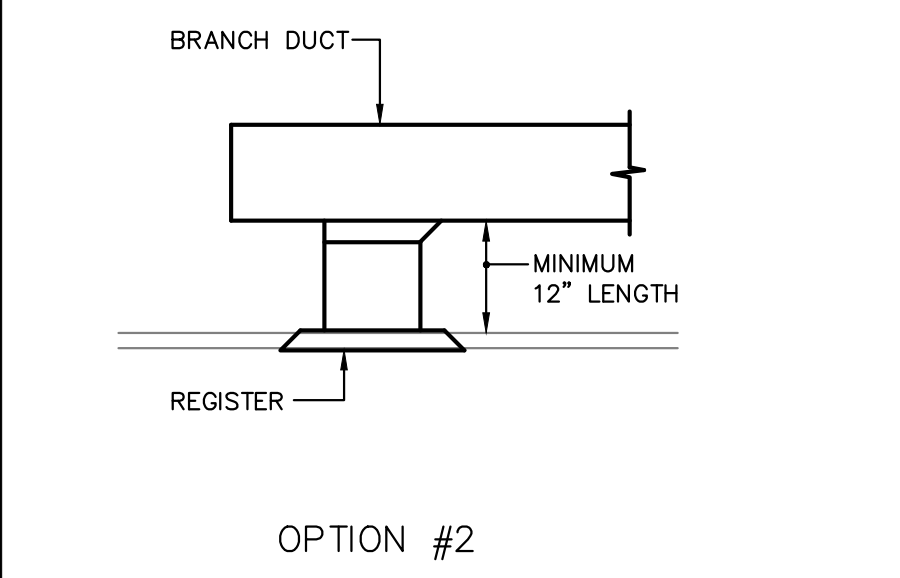 BRANCH DUCT
MINIMUM
12” LENGTH
REGISTER
OPTION #2